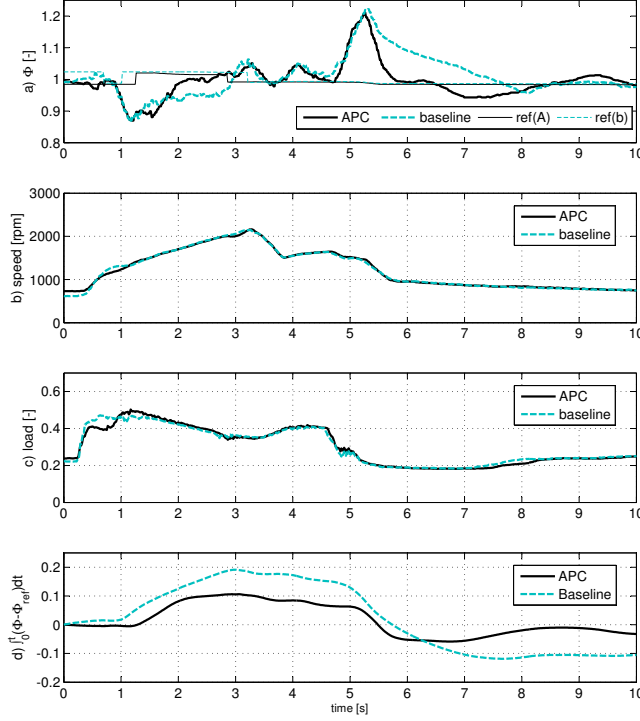 a) Φ [-]
1.2
1.1
1
0.9
0.8
APC
baseline
ref(A)
ref(b)
0 1 2 3 4 5 6 7 8 9 10
b) speed [rpm]
3000
2000
1000
0
APC
baseline
0 1 2 3 4 5 6 7 8 9 10
c) load [-]
0.6
0.4
0.2
0
APC
baseline
0 1 2 3 4 5 6 7 8 9 10
d) ∫₀¹(Φ-Φref)dt
0.2
0.1
0
-0.1
-0.2
APC
Baseline
0 1 2 3 4 5 6 7 8 9 10
time [s]